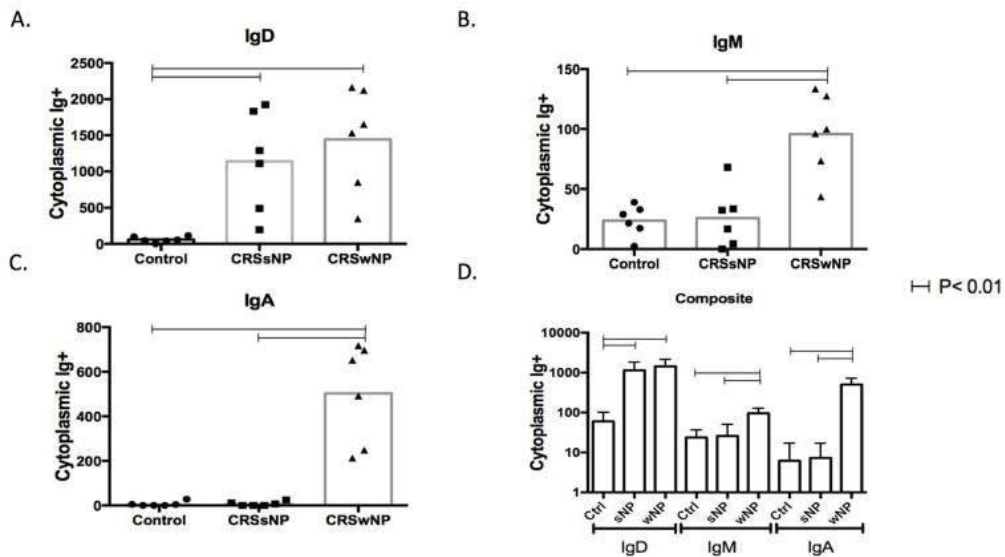 A.
IgD
Cytoplasmic Ig+
2500
2000
1500
1000
500
0
Control
CRSsNP
CRSwNP
B.
IgM
Cytoplasmic Ig+
150
100
50
0
Control
CRSsNP
CRSwNP
C.
IgA
Cytoplasmic Ig+
800
600
400
200
0
Control
CRSsNP
CRSwNP
D.
Composite
Cytoplasmic Ig+
10000
1000
100
10
1
Ctrl
sNP
wNP
Ctrl
sNP
wNP
Ctrl
sNP
wNP
IgD
IgM
IgA
P< 0.01